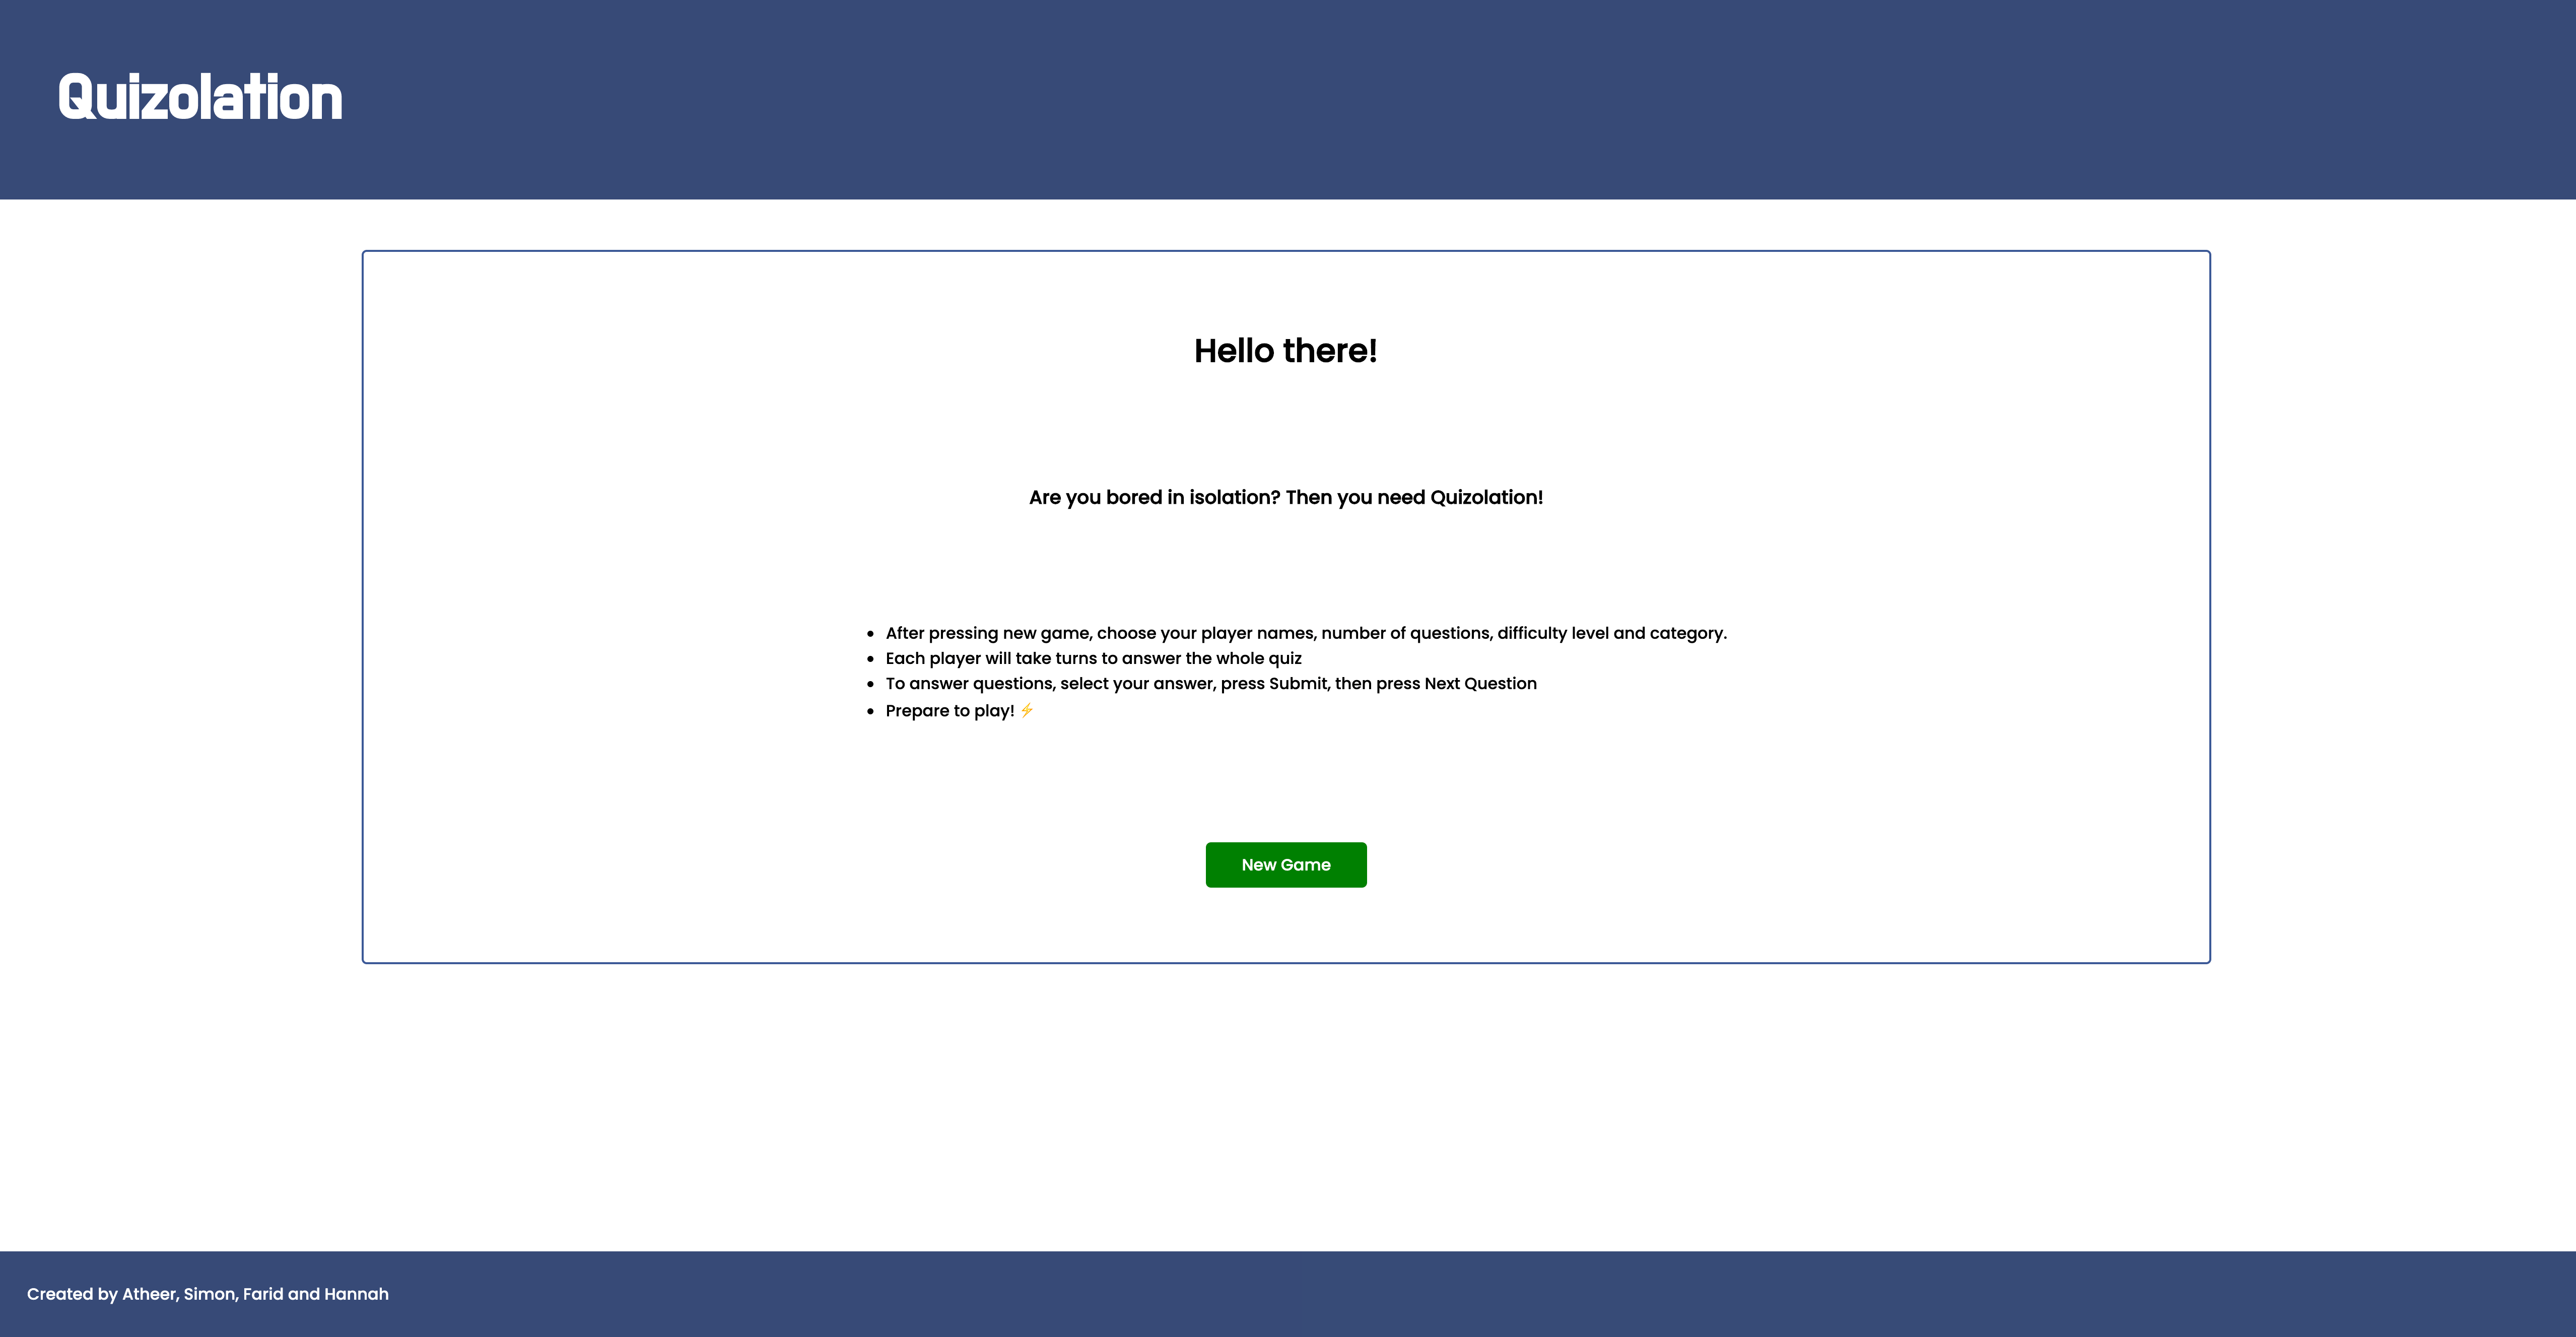 Quizolation
Hello there!
Are you bored in isolation? Then you need Quizolation!
• After pressing new game, choose your player names, number of questions, difficulty level and category.
• Each player will take turns to answer the whole quiz
• To answer questions, select your answer, press Submit, then press Next Question
• Prepare to play! ⚡
New Game
Created by Atheer, Simon, Farid and Hannah